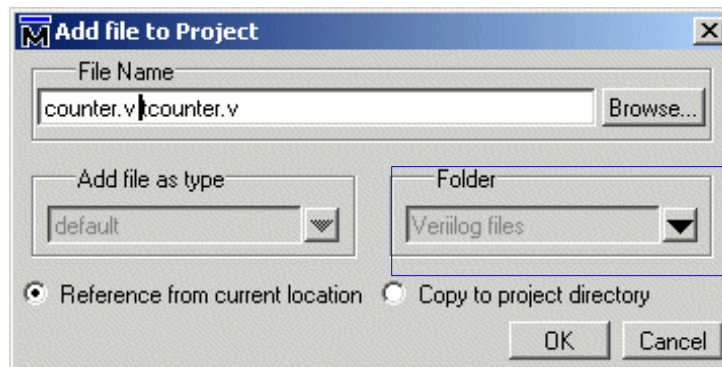 Add file to Project
File Name
counter.v tcounter.v
Browse...
Add file as type
Folder
default
Veriilog files
Reference from current location
Copy to project directory
OK
Cancel